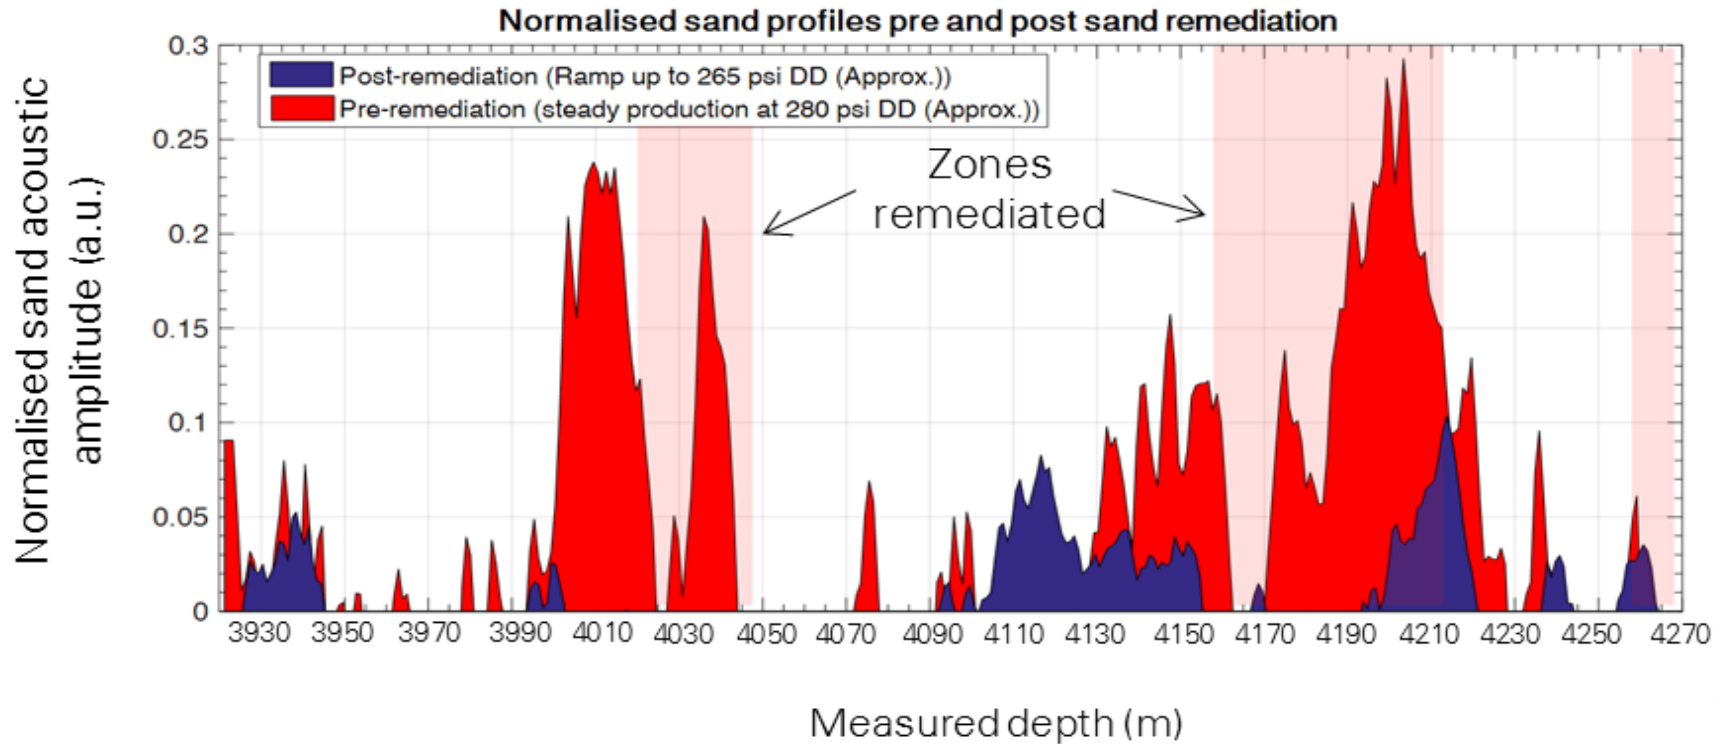 Normalised sand profiles pre and post sand remediation
Normalised sand acoustic
amplitude (a.u.)
0.3
0.25
0.2
0.15
0.1
0.05
0
Post-remediation (Ramp up to 265 psi DD (Approx.))
Pre-remediation (steady production at 280 psi DD (Approx.))
Zones
remediated
3930 3950 3970 3990 4010 4030 4050 4070 4090 4110 4130 4150 4170 4190 4210 4230 4250 4270
Measured depth (m)